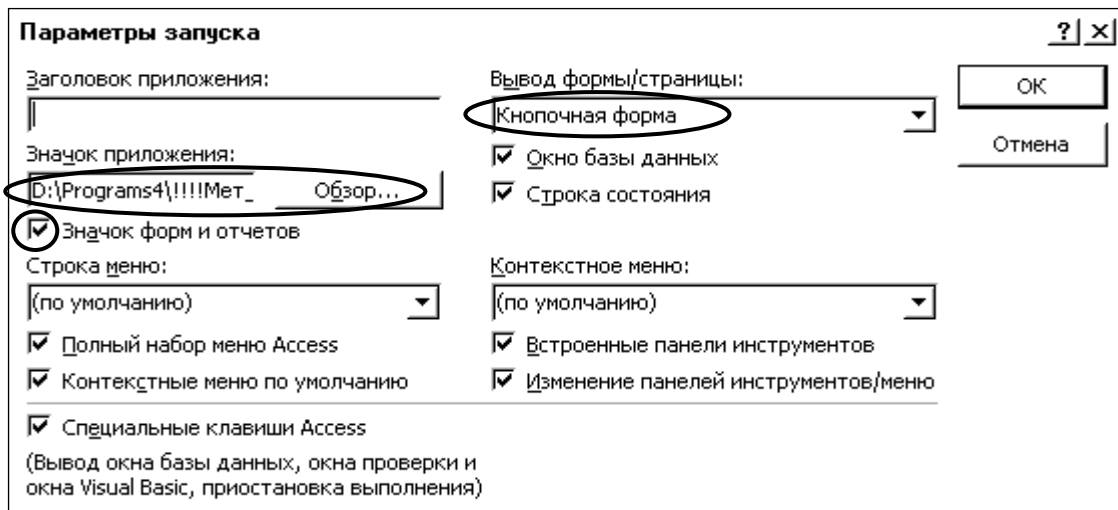 Параметры запуска
Заголовок приложения:
Вывод формы/страницы:
ОК
Кнопочная форма
Значок приложения:
Окно базы данных
Отмена
D:\Programs4\!!!!Мет_ Обзор...
Строка состояния
Значок форм и отчетов
Строка меню:
Контекстное меню:
(по умолчанию)
(по умолчанию)
Полный набор меню Access
Встроенные панели инструментов
Контекстные меню по умолчанию
Изменение панелей инструментов/меню
Специальные клавиши Access
(Вывод окна базы данных, окна проверки и
окна Visual Basic, приостановка выполнения)